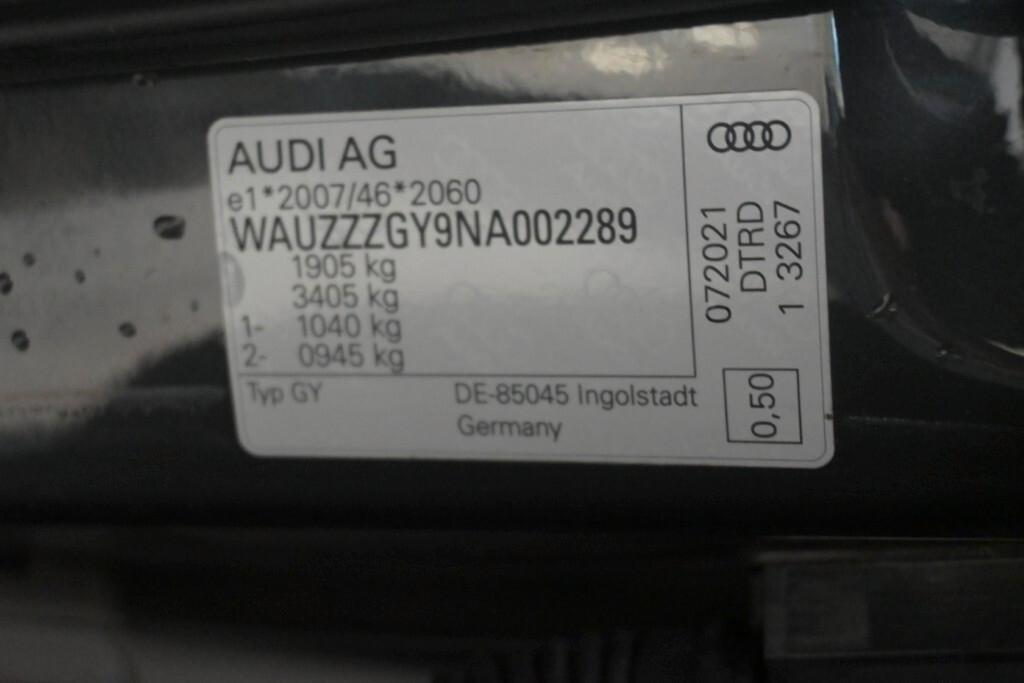 AUDI AG
e1*2007/46*2060
WAUZZZGY9NA002289
1905 kg
3405 kg
1- 1040 kg
2- 0945 kg
Typ GY DE-85045 Ingolstadt
Germany
072021
DTRD
1 3267
0,50